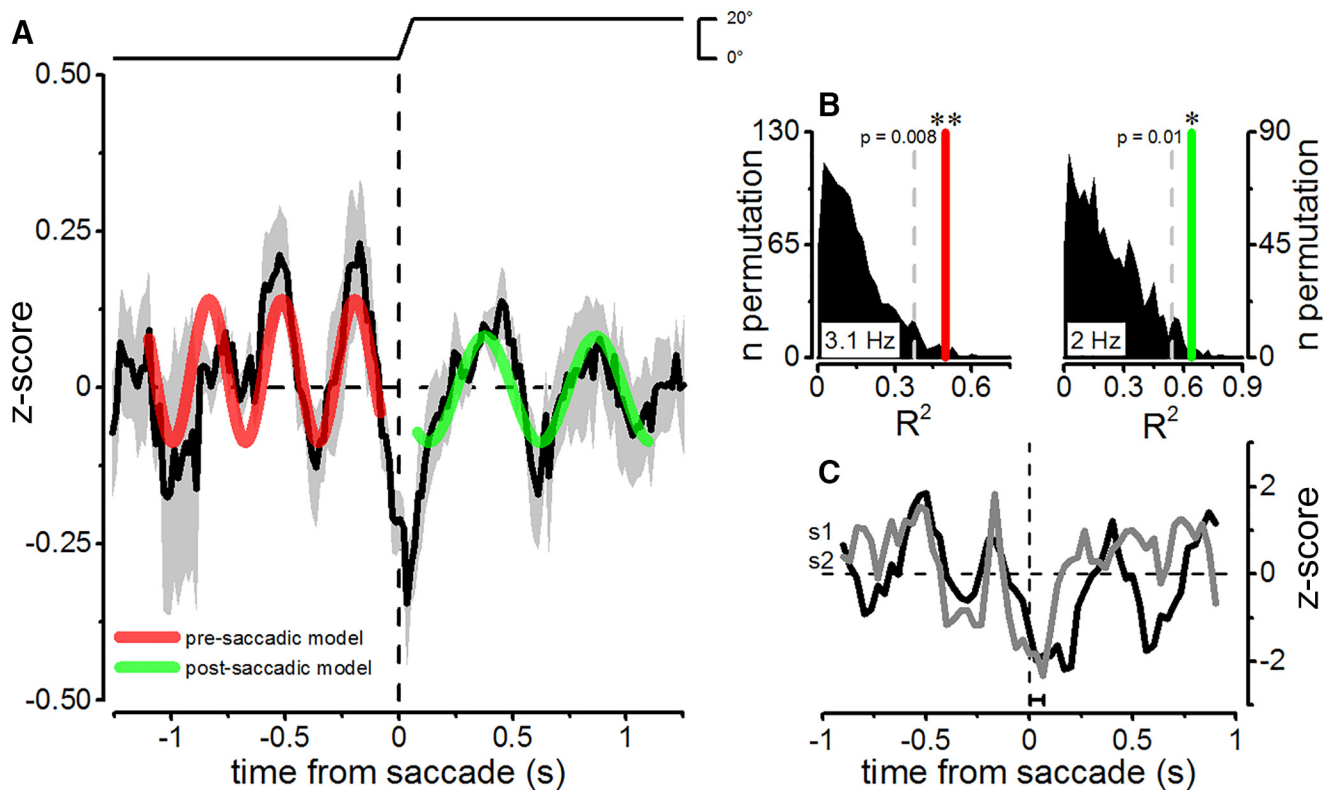 A
20°
0°
0.50
0.25
0
-0.25
-0.50
z-score
pre-saccadic model
post-saccadic model
-1 -0.5 0 0.5 1
time from saccade (s)
B
130
65
0
n permutation
p = 0.008
**
3.1 Hz
0 0.3 0.6
R²
p = 0.01
*
2 Hz
0 0.3 0.6 0.9
R²
90
45
0
n permutation
C
s1
s2
2
0
-2
z-score
-1 -0.5 0 0.5 1
time from saccade (s)